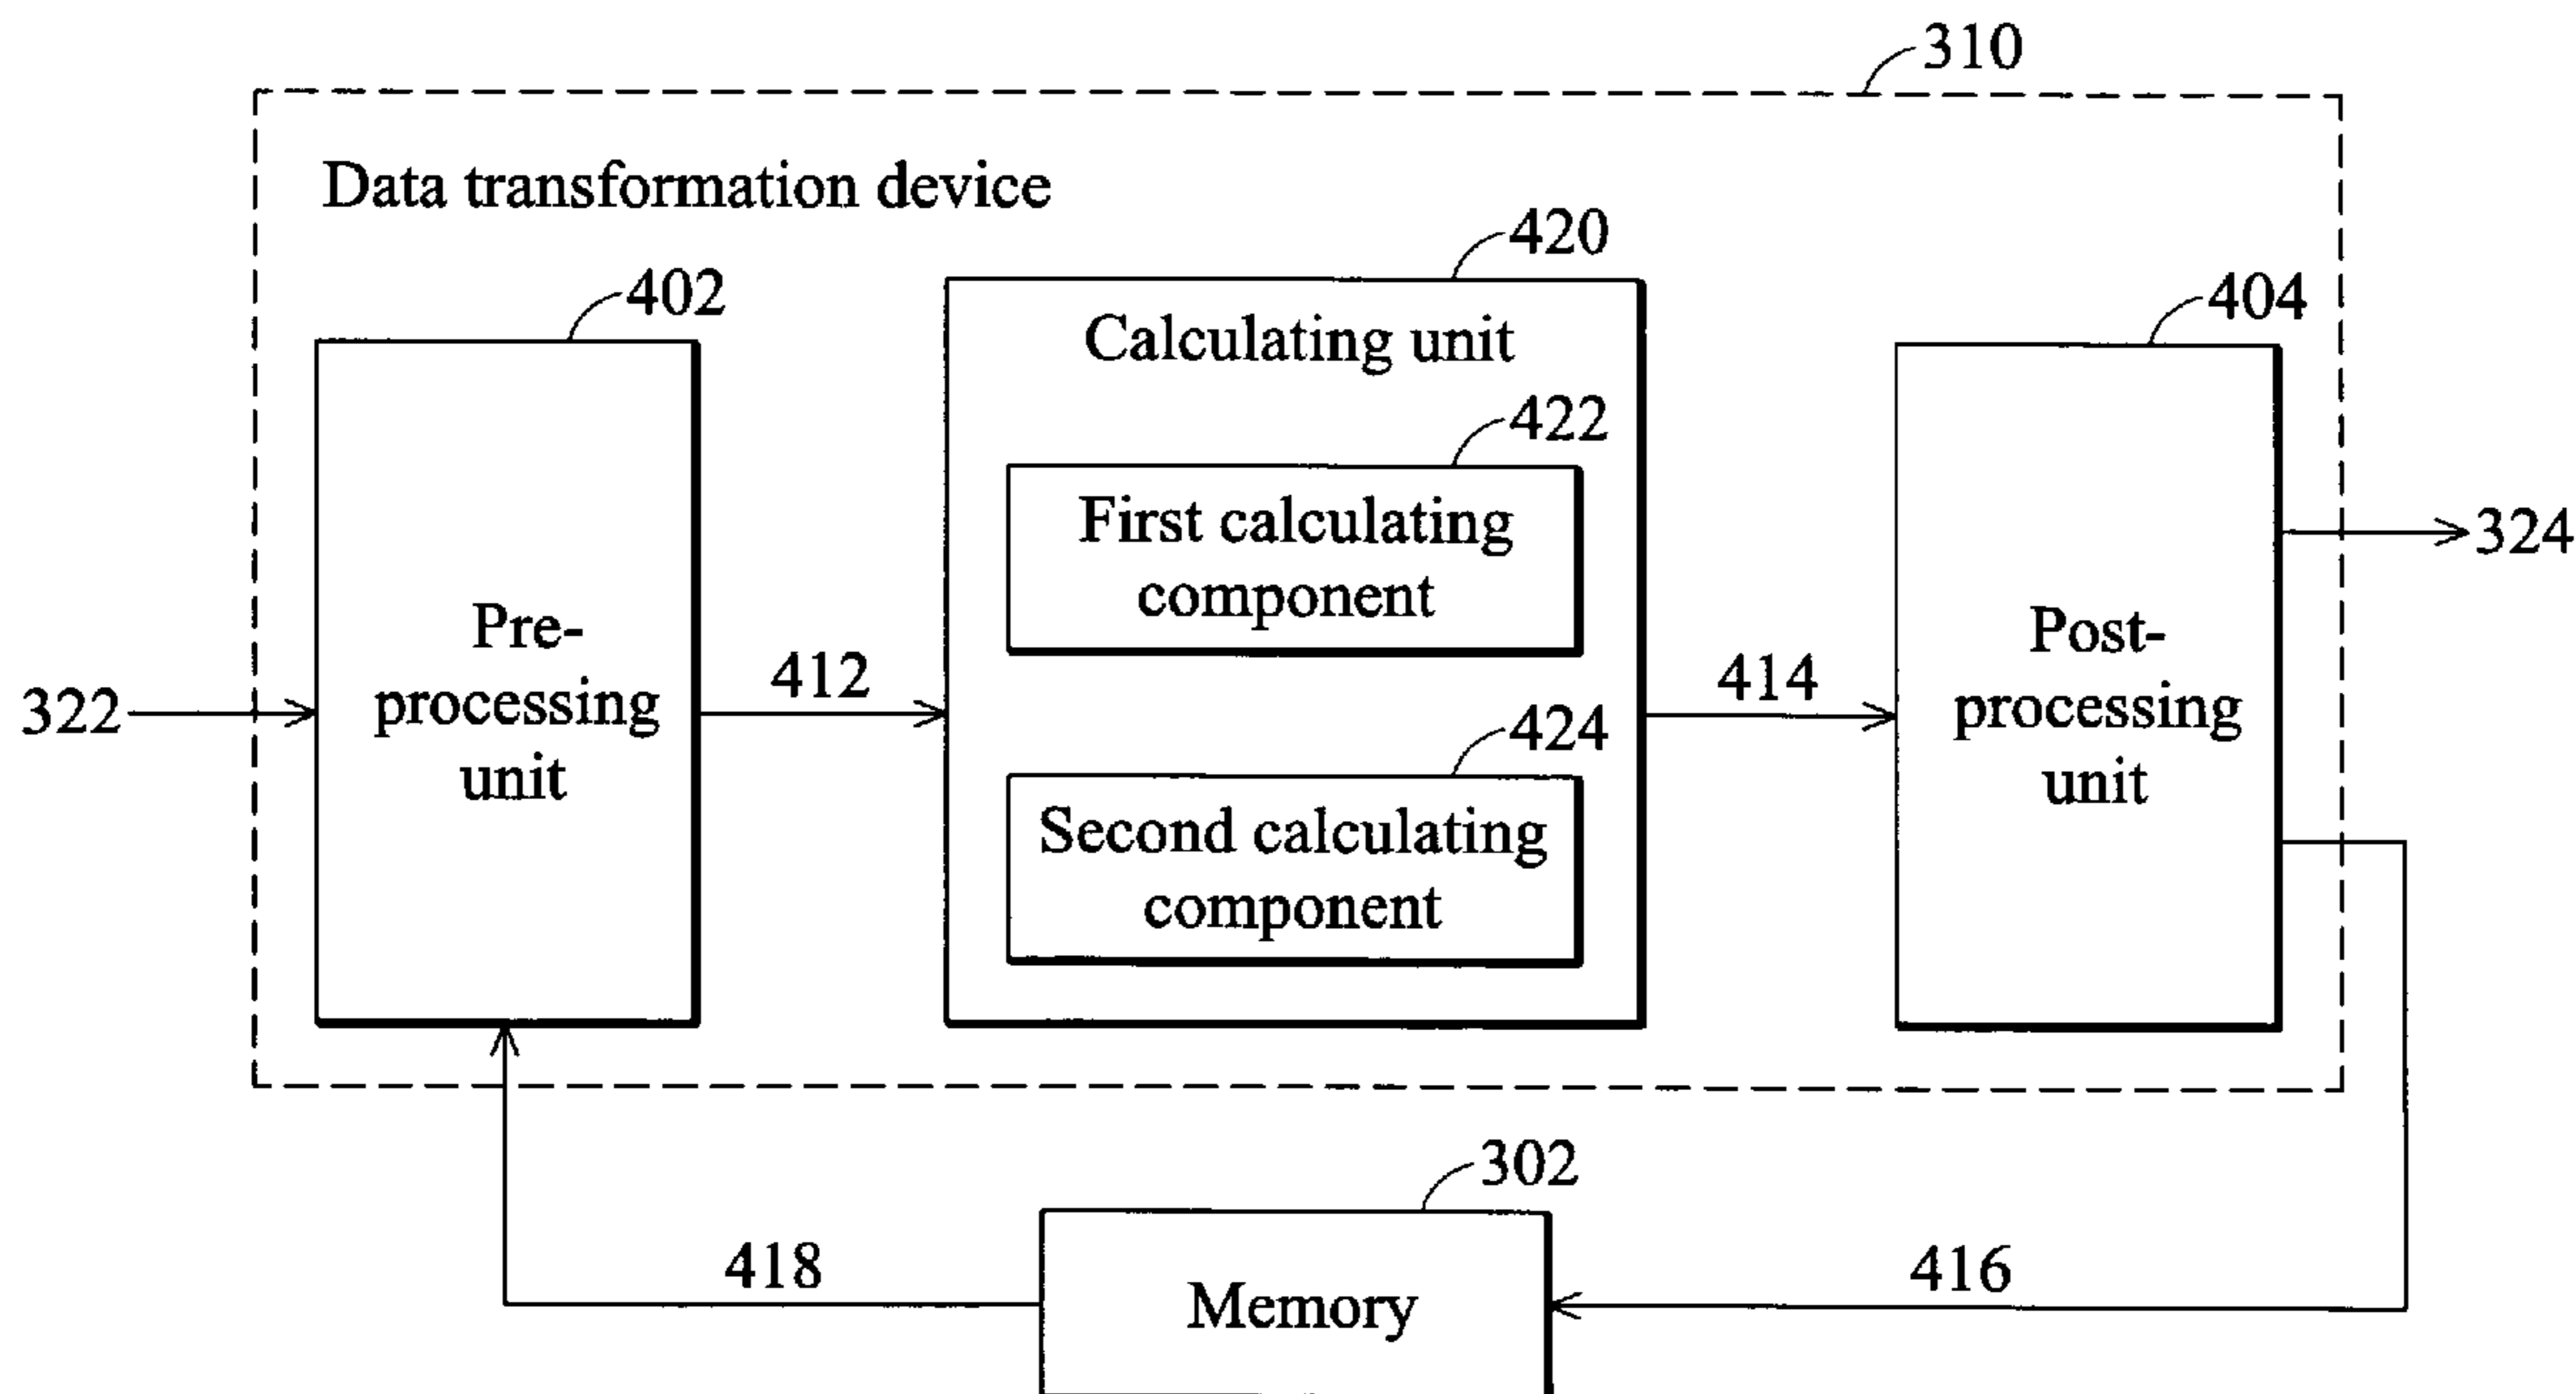 310
Data transformation device
420
402
404
Calculating unit
422
First calculating
component
324
Pre-
processing
unit
412
322
414
Post-
processing
unit
424
Second calculating
component
302
418
Memory
416